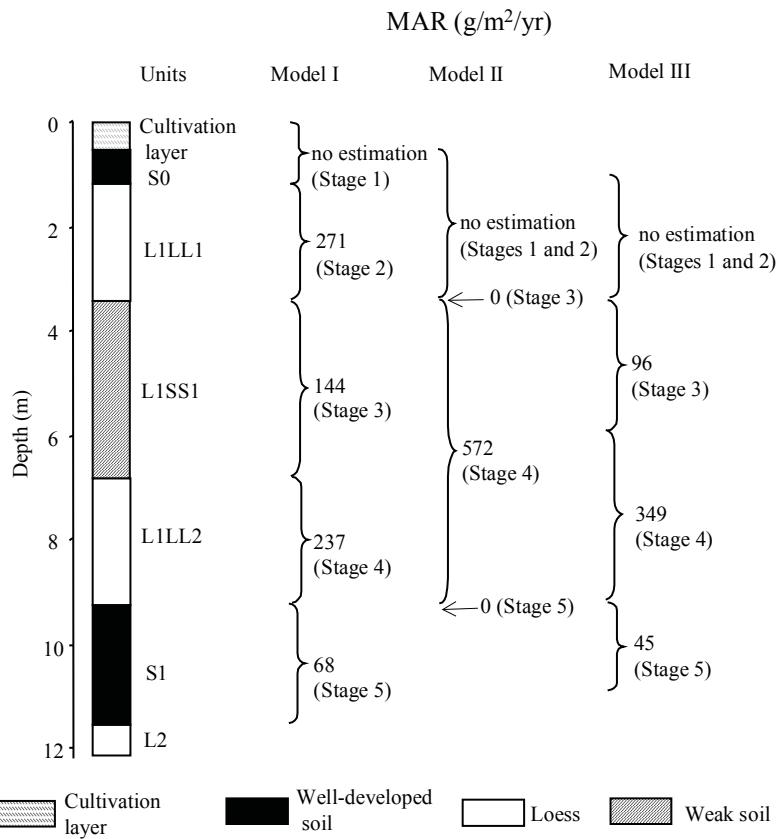 MAR (g/m²/yr)
Units
Model I
Model II
Model III
Depth (m)
0
2
4
6
8
10
12
Cultivation
layer
S0
L1LL1
L1SS1
L1LL2
S1
L2
no estimation
(Stage 1)
271
(Stage 2)
144
(Stage 3)
237
(Stage 4)
68
(Stage 5)
no estimation
(Stages 1 and 2)
0 (Stage 3)
572
(Stage 4)
0 (Stage 5)
no estimation
(Stages 1 and 2)
96
(Stage 3)
349
(Stage 4)
45
(Stage 5)
Cultivation
layer
Well-developed
soil
Loess
Weak soil